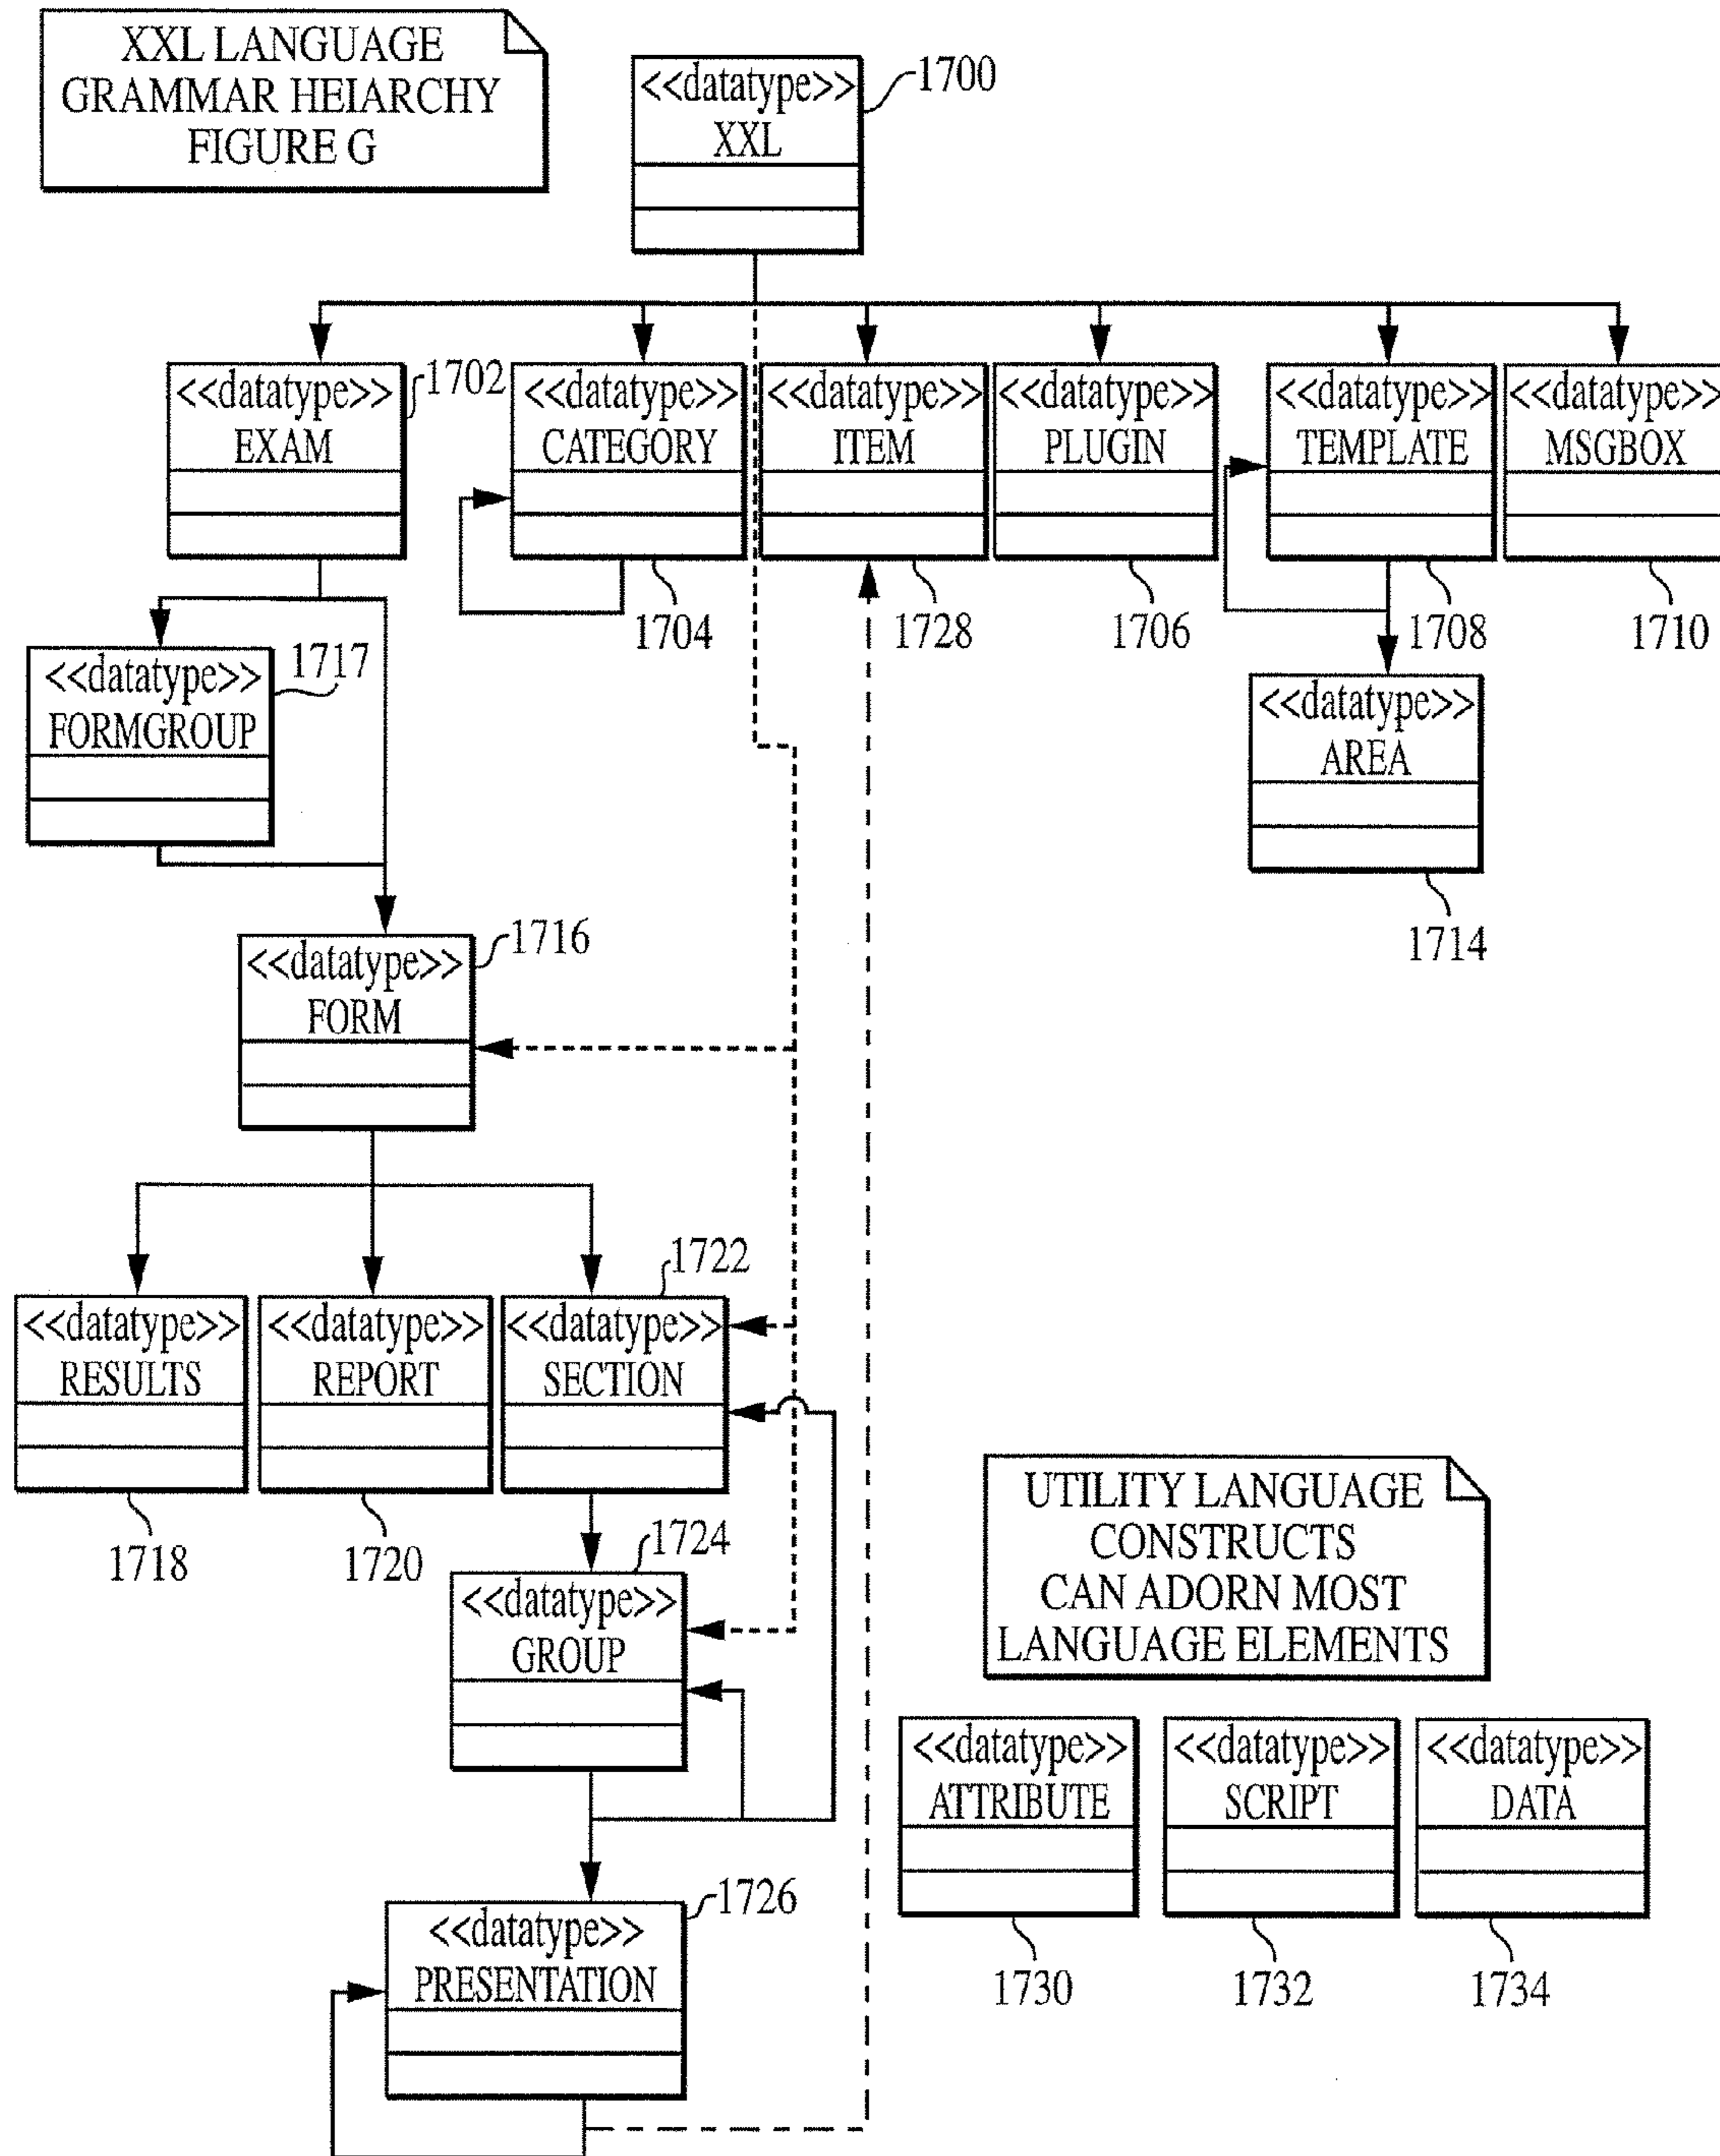 XXL LANGUAGE
GRAMMAR HEIARCHY
FIGURE G
<<datatype>>
XXL
1700
<<datatype>>
EXAM
1702
<<datatype>>
CATEGORY
1704
<<datatype>>
ITEM
1728
<<datatype>>
PLUGIN
1706
<<datatype>>
TEMPLATE
1708
<<datatype>>
MSGBOX
1710
<<datatype>>
FORMGROUP
1717
<<datatype>>
AREA
1714
<<datatype>>
FORM
1716
<<datatype>>
RESULTS
1718
<<datatype>>
REPORT
1720
<<datatype>>
SECTION
1722
<<datatype>>
GROUP
1724
UTILITY LANGUAGE
CONSTRUCTS
CAN ADORN MOST
LANGUAGE ELEMENTS
<<datatype>>
ATTRIBUTE
1730
<<datatype>>
SCRIPT
1732
<<datatype>>
DATA
1734
<<datatype>>
PRESENTATION
1726